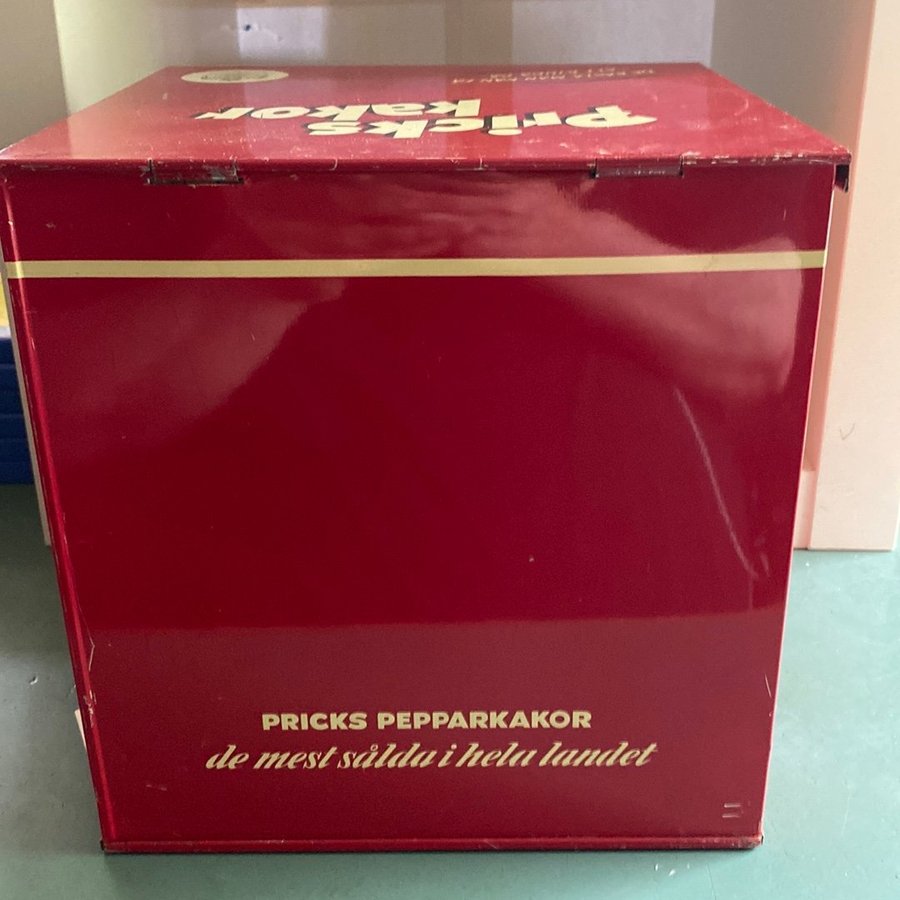 Pricks
kakor
PRICKS PEPPARKAKOR
de mest sålda i hela landet